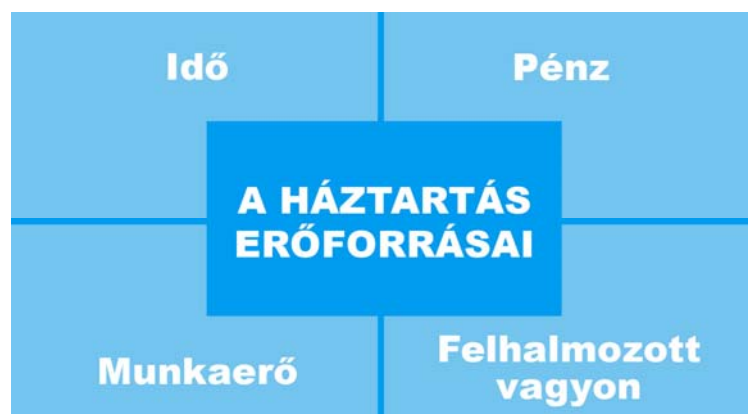 Idő
Pénz
A HÁZTARTÁS
ERŐFORRÁSAI
Munkaerő
Felhalmozott
vagyon